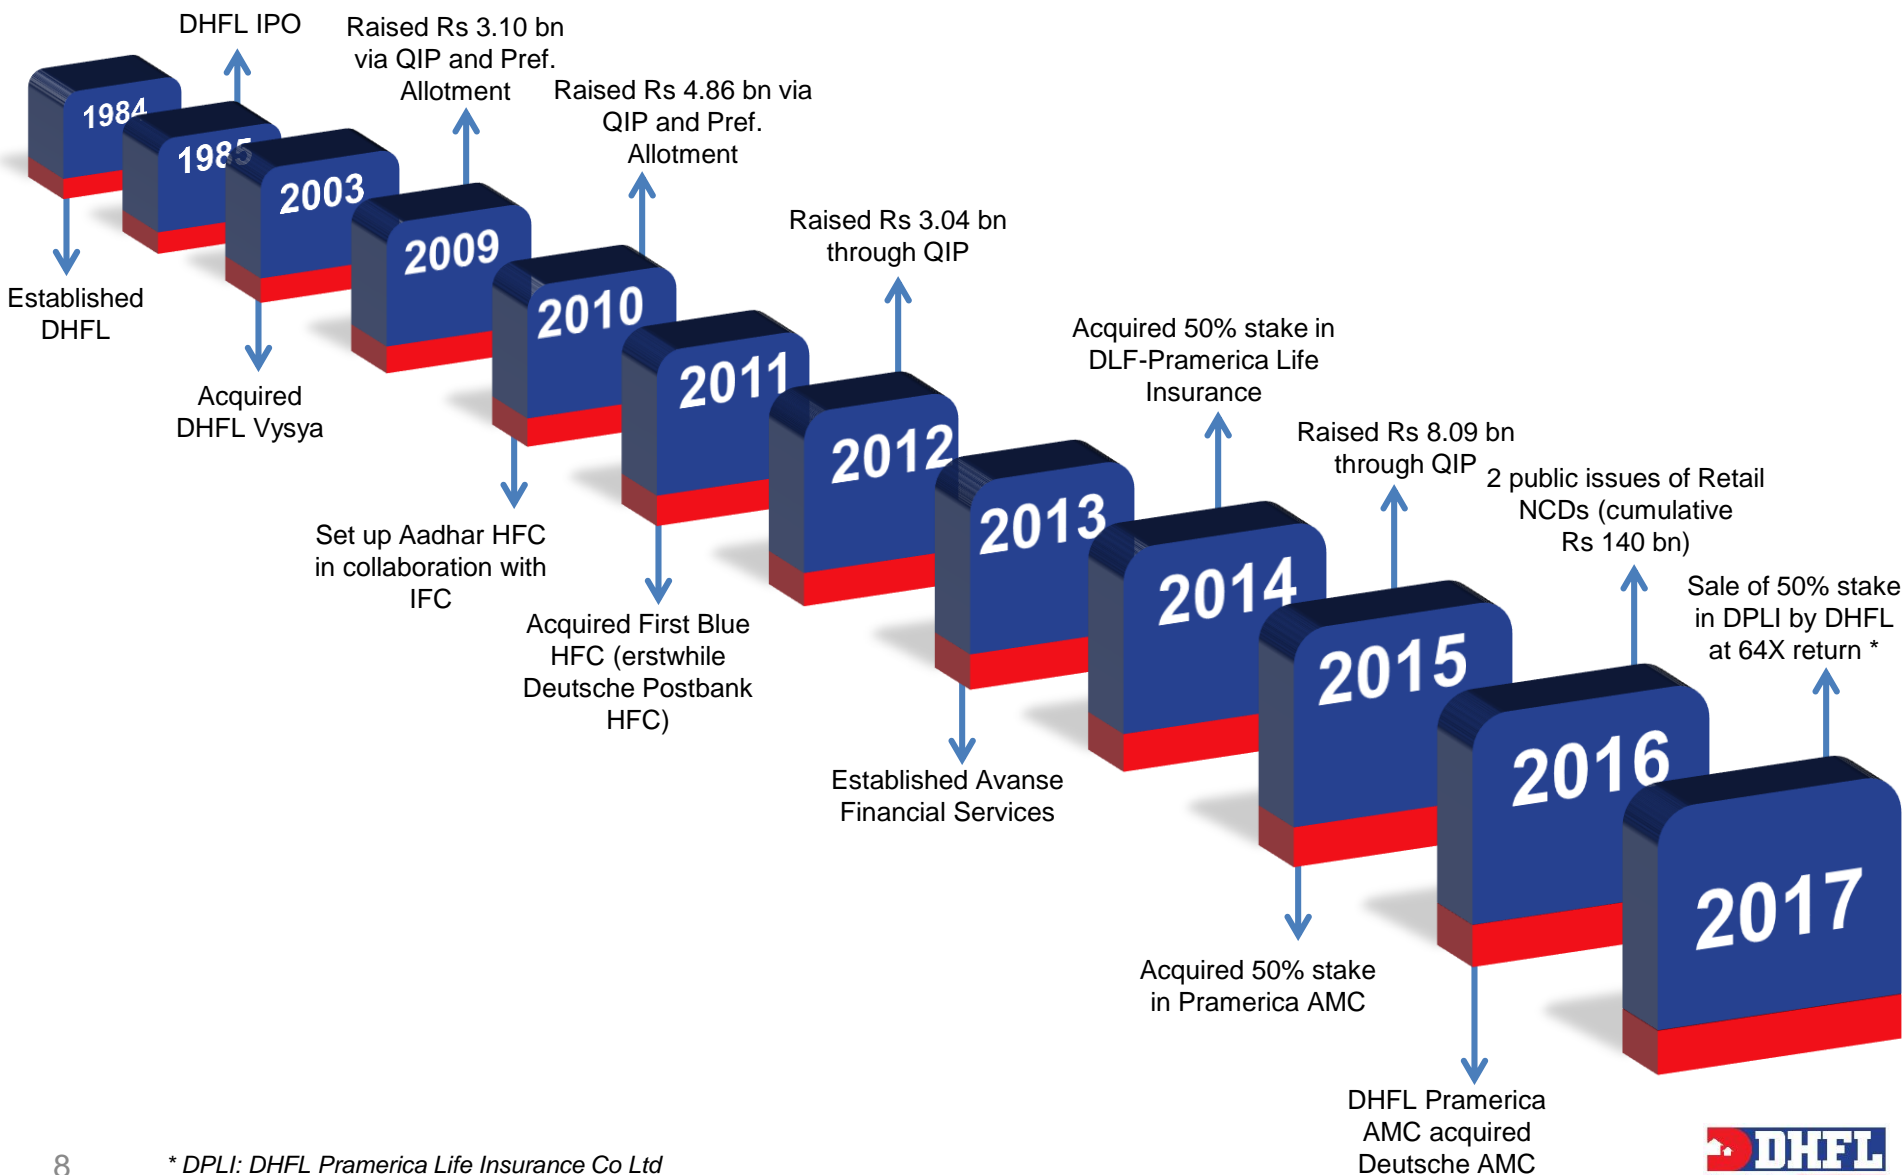 DHFL IPO
Raised Rs 3.10 bn
via QIP and Pref.
Allotment
Raised Rs 4.86 bn via
QIP and Pref.
Allotment
Raised Rs 3.04 bn
through QIP
Acquired 50% stake in
DLF-Pramerica Life
Insurance
Raised Rs 8.09 bn
through QIP
2 public issues of Retail
NCDs (cumulative
Rs 140 bn)
Sale of 50% stake
in DPLI by DHFL
at 64X return *
1984
1985
2003
2009
2010
2011
2012
2013
2014
2015
2016
2017
Established
DHFL
Acquired
DHFL Vysya
Set up Aadhar HFC
in collaboration with
IFC
Acquired First Blue
HFC (erstwhile
Deutsche Postbank
HFC)
Established Avanse
Financial Services
Acquired 50% stake
in Pramerica AMC
DHFL Pramerica
AMC acquired
Deutsche AMC
8
* DPLI: DHFL Pramerica Life Insurance Co Ltd
DHFL